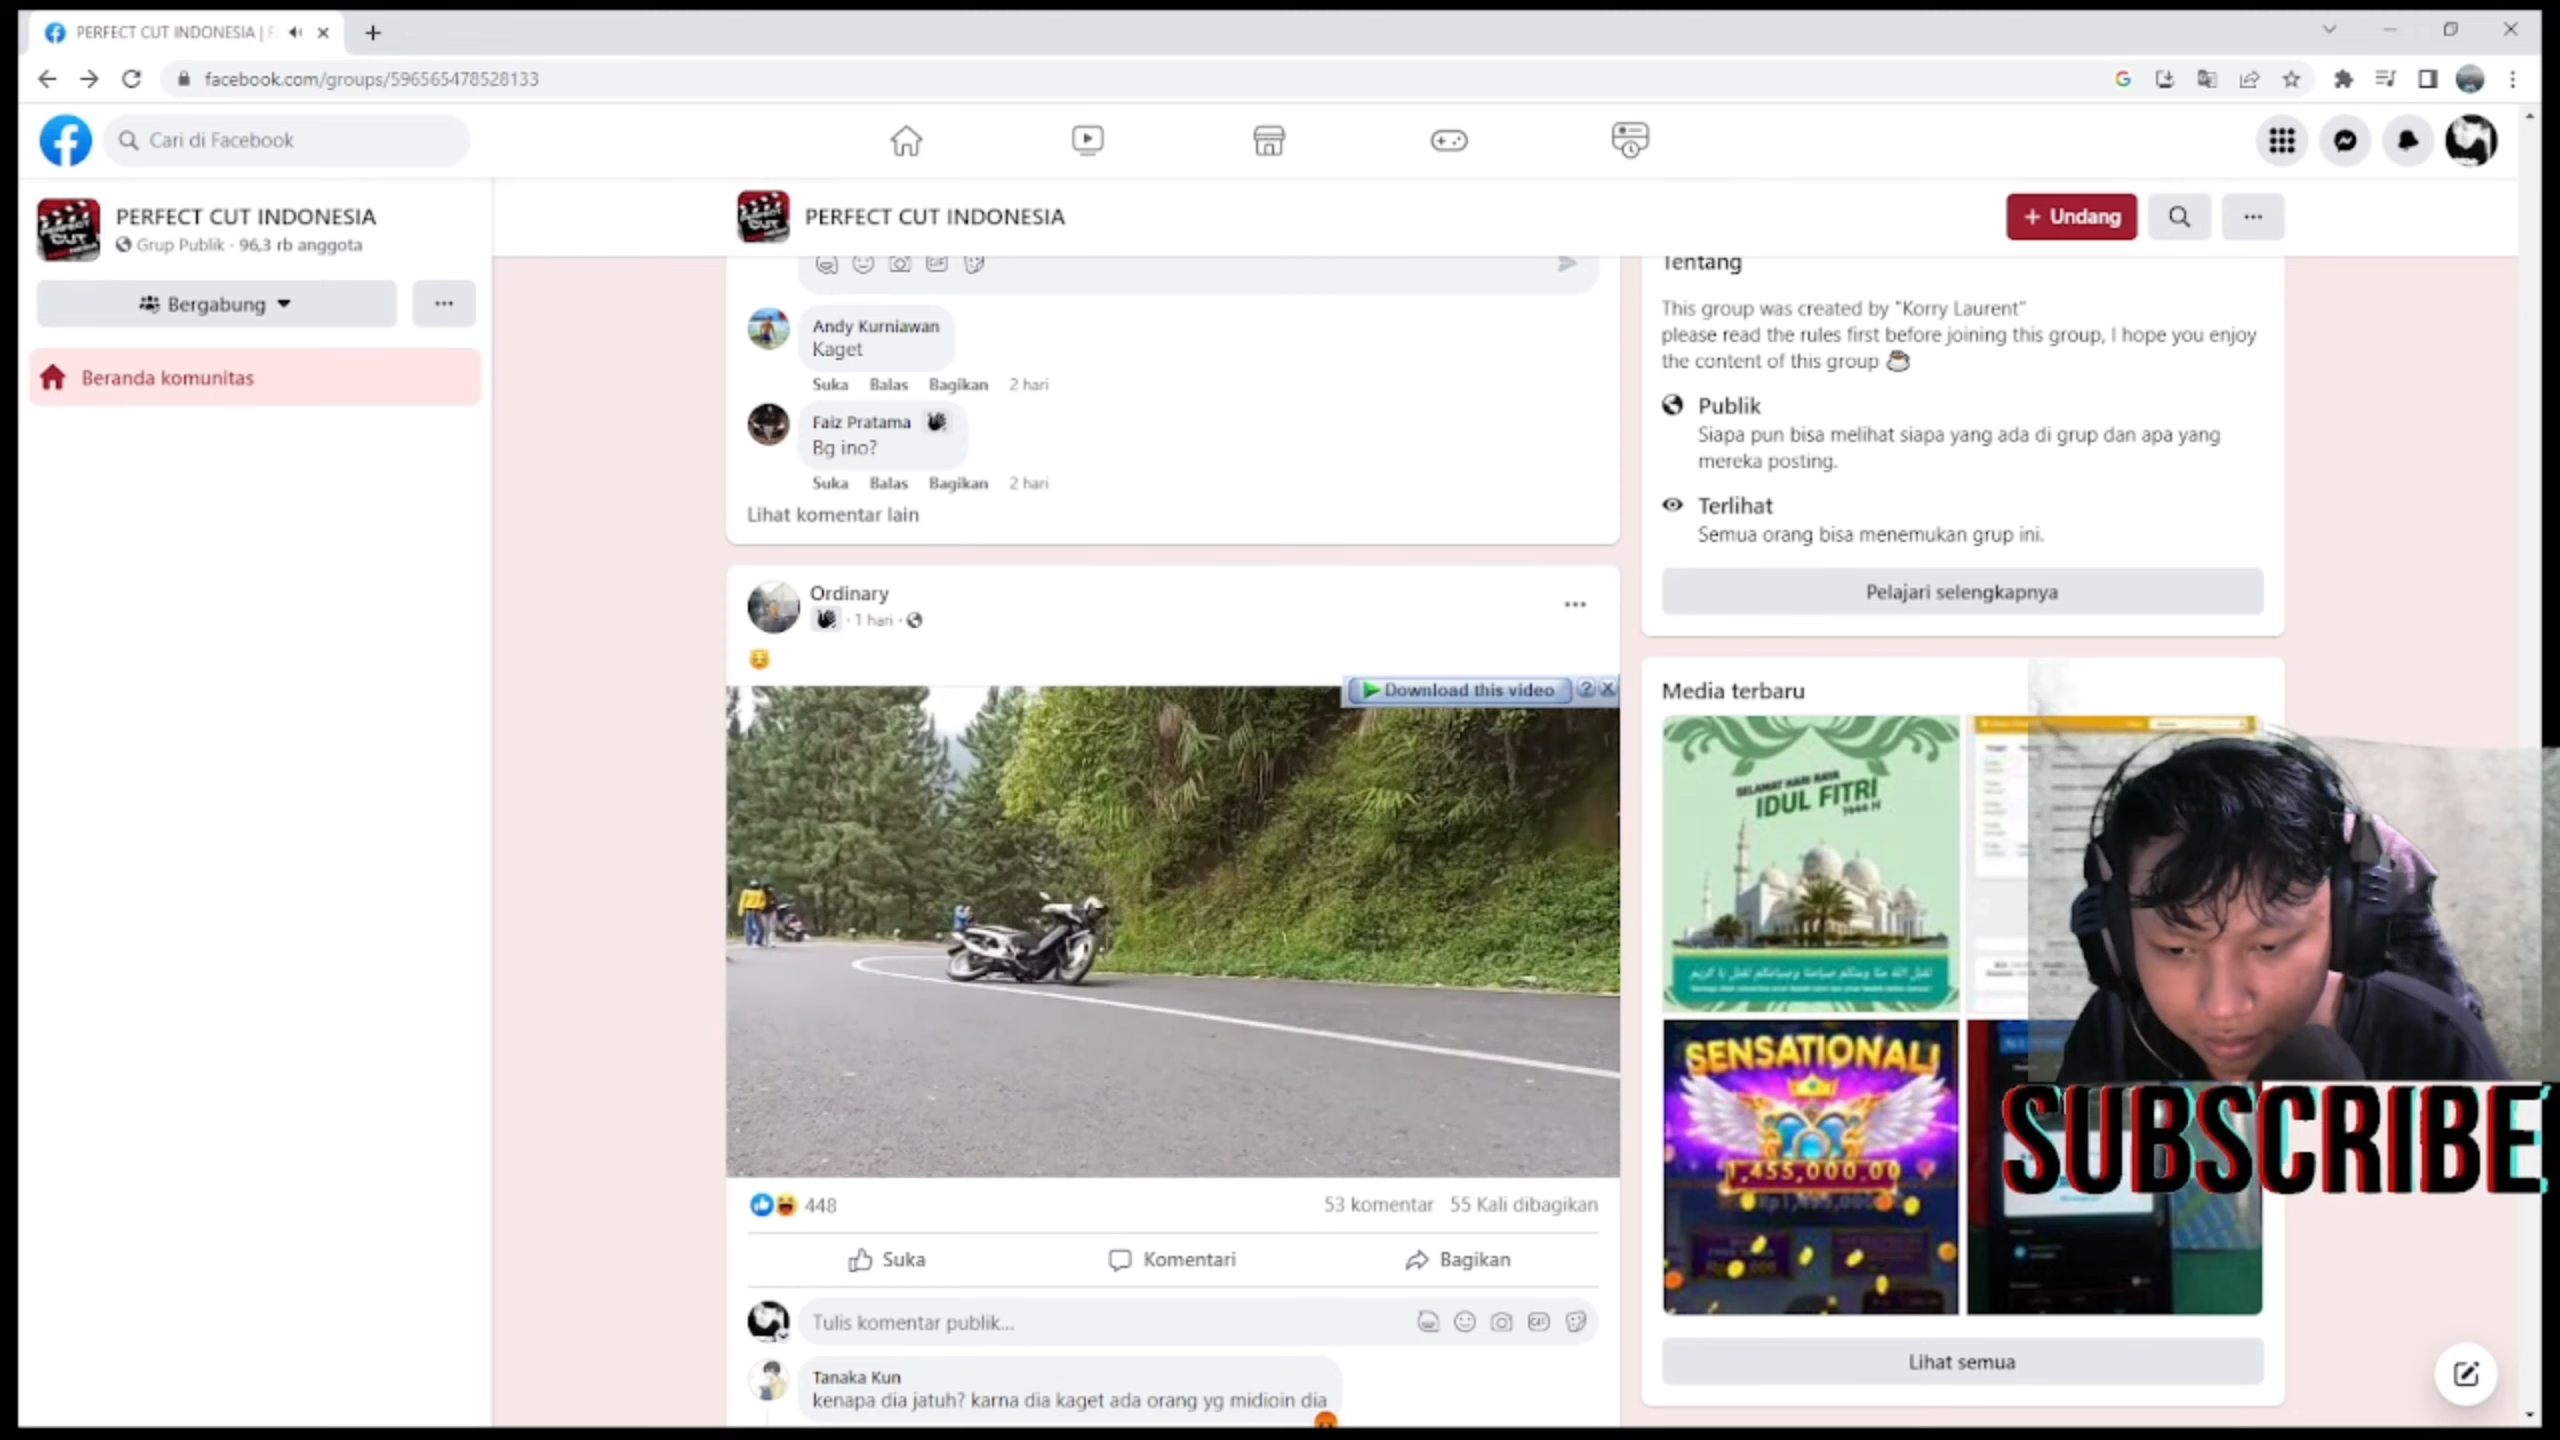 PERFECT CUT INDONESIA |
facebook.com/groups/596565478528133
Cari di Facebook
PERFECT CUT INDONESIA
Grup Publik · 96,3 rb anggota
Bergabung
Beranda komunitas
PERFECT CUT INDONESIA
+ Undang
Andy Kurniawan
Kaget
Suka Balas Bagikan 2 hari
Faiz Pratama
Bg ino?
Suka Balas Bagikan 2 hari
Lihat komentar lain
Ordinary
· 1 hari ·
Download this video
448
53 komentar 55 Kali dibagikan
Suka Komentari Bagikan
Tulis komentar publik...
Tanaka Kun
kenapa dia jatuh? karna dia kaget ada orang yg midioin dia
Tentang
This group was created by "Korry Laurent"
please read the rules first before joining this group, I hope you enjoy
the content of this group
Publik
Siapa pun bisa melihat siapa yang ada di grup dan apa yang
mereka posting.
Terlihat
Semua orang bisa menemukan grup ini.
Pelajari selengkapnya
Media terbaru
SELAMAT HARI RAYA
IDUL FITRI
1444 H
SENSATIONAL!
SUBSCRIBE
Lihat semua